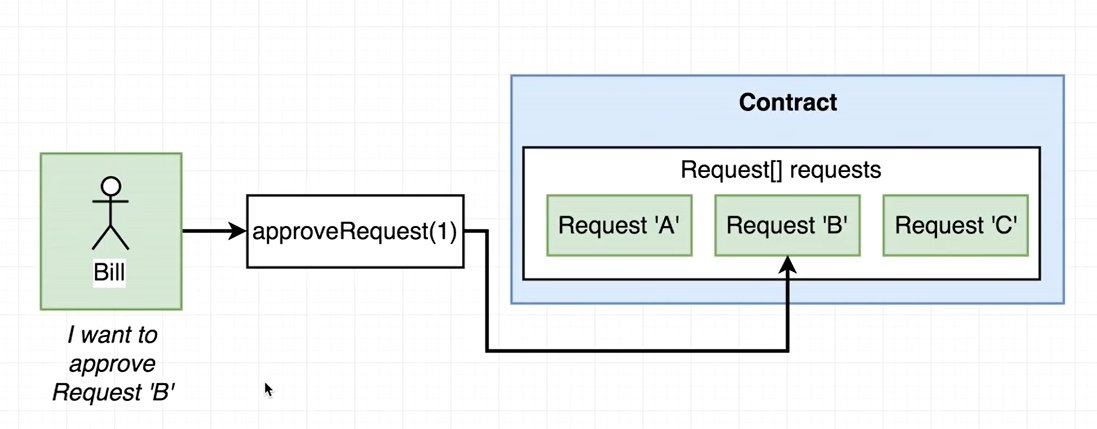 Contract
Request[] requests
Request 'A'
Request 'B'
Request 'C'
approveRequest(1)
Bill
I want to
approve
Request 'B'